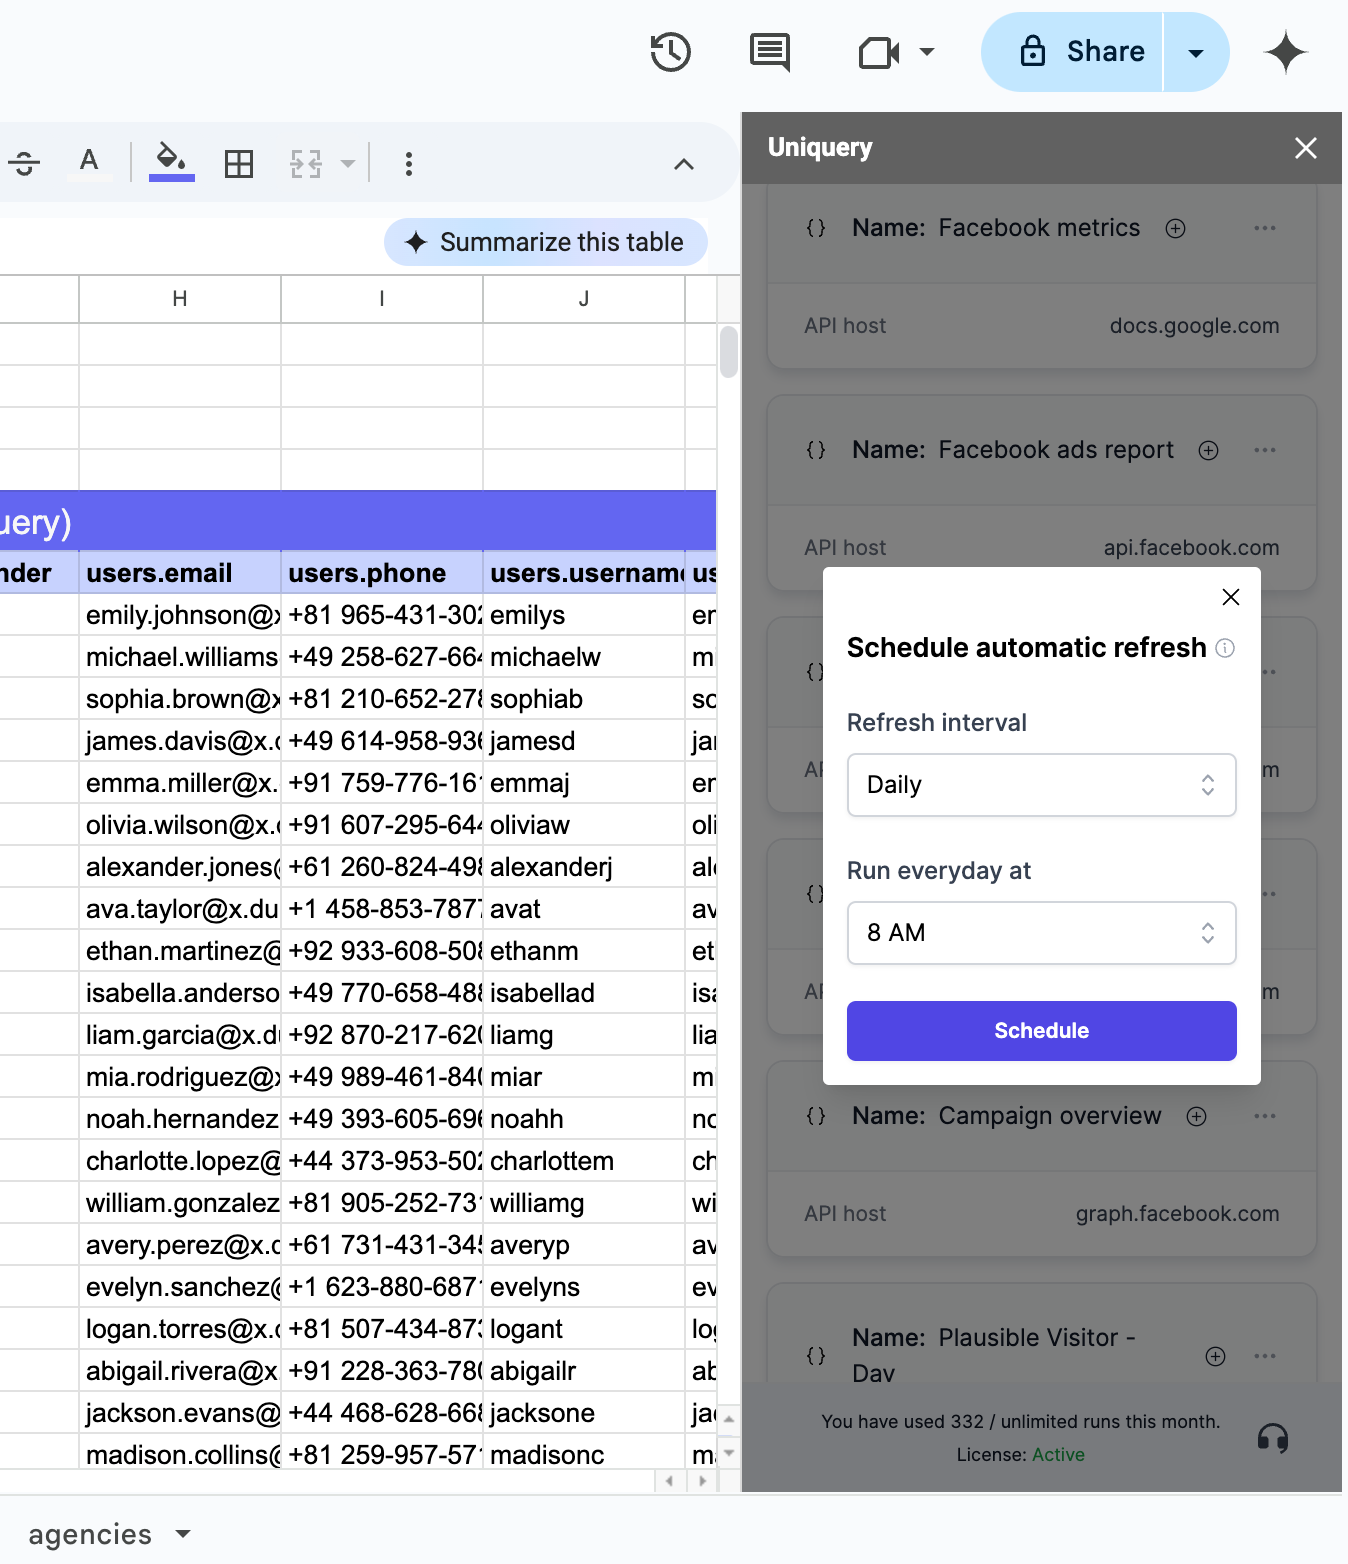 Share
A
Uniquery
Summarize this table
Name: Facebook metrics
H I J
API host docs.google.com
Name: Facebook ads report
uery)
API host api.facebook.com
nder users.email users.phone users.username us
emily.johnson@x +81 965-431-302 emilys er
michael.williams +49 258-627-664 michaelw mi
sophia.brown@x +81 210-652-278 sophiab so
james.davis@x.c +49 614-958-936 jamesd jar
emma.miller@x. +91 759-776-161 emmaj er
olivia.wilson@x.c +91 607-295-644 oliviaw oli
alexander.jones@ +61 260-824-498 alexanderj ale
ava.taylor@x.du +1 458-853-7877 avat av
ethan.martinez@ +92 933-608-508 ethanm et
isabella.anderso +49 770-658-488 isabellad isa
liam.garcia@x.d +92 870-217-620 liamg lia
mia.rodriguez@x +49 989-461-840 miar mi
noah.hernandez +49 393-605-696 noahh no
charlotte.lopez@ +44 373-953-502 charlottem ch
william.gonzalez +81 905-252-731 williamg wi
avery.perez@x.c +61 731-431-345 averyp av
evelyn.sanchez@ +1 623-880-6871 evelyns ev
logan.torres@x.c +81 507-434-873 logant log
abigail.rivera@x +91 228-363-780 abigailr ab
jackson.evans@ +44 468-628-668 jacksone jac
madison.collins@ +81 259-957-571 madisonc ma
Schedule automatic refresh
Refresh interval
Daily
AP m
Run everyday at
8 AM
AP m
Schedule
Name: Campaign overview
API host graph.facebook.com
Name: Plausible Visitor -
Day
You have used 332 / unlimited runs this month.
License: Active
agencies